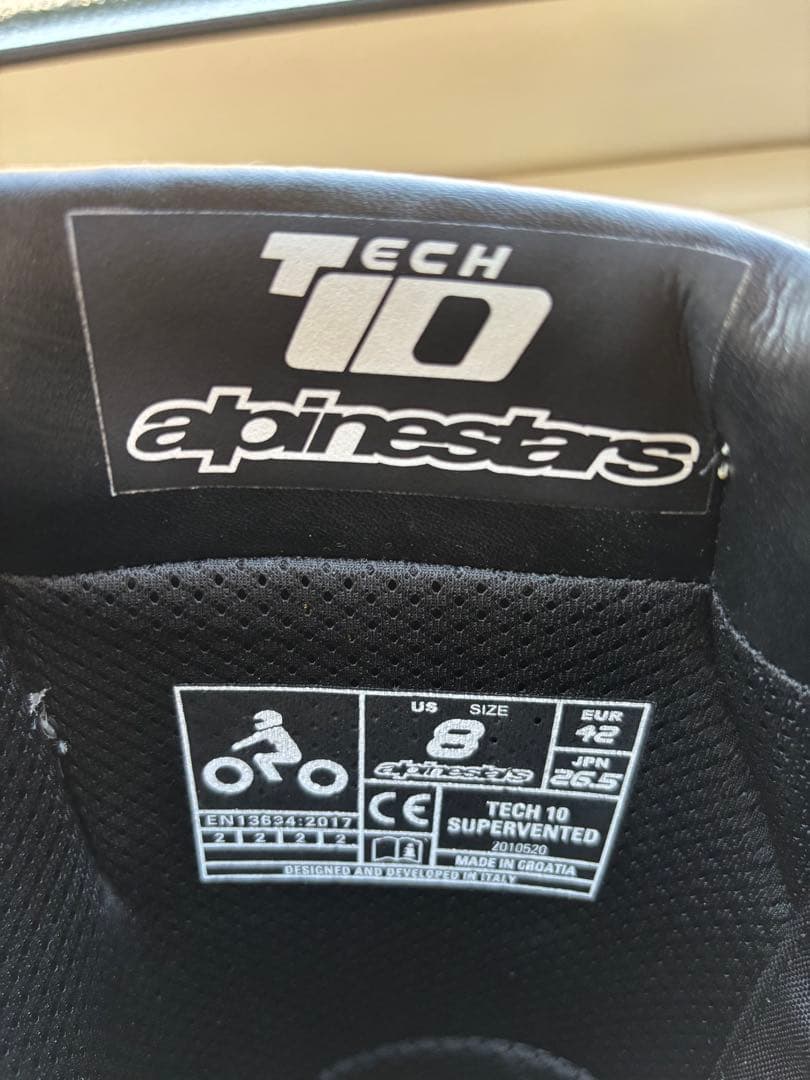 TECH
10
alpinestars
US SIZE
8
alpinestars
EUR
42
JPN
26.5
EN13634:2017
2 2 2 2
CE
i
TECH 10
SUPERVENTED
2010520
MADE IN CROATIA
DESIGNED AND DEVELOPED IN ITALY